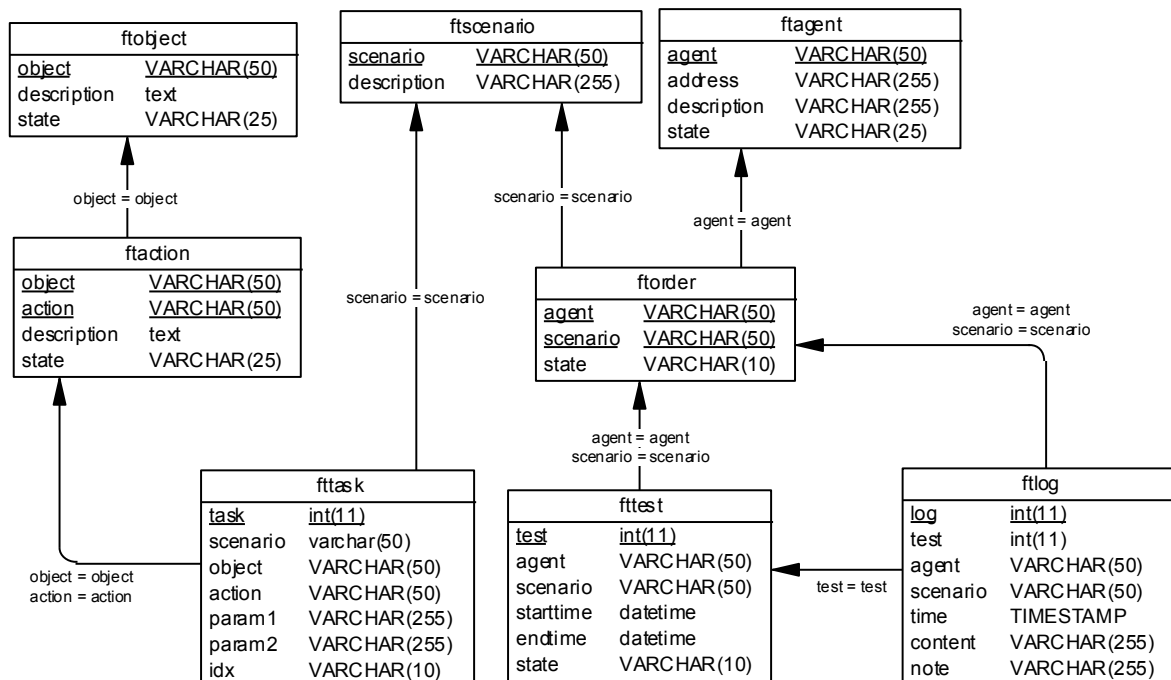 ftobject
object VARCHAR(50)
description text
state VARCHAR(25)
ftscenario
scenario VARCHAR(50)
description VARCHAR(255)
ftagent
agent VARCHAR(50)
address VARCHAR(255)
description VARCHAR(255)
state VARCHAR(25)
object = object
scenario = scenario
agent = agent
ftaction
object VARCHAR(50)
action VARCHAR(50)
description text
state VARCHAR(25)
scenario = scenario
ftorder
agent VARCHAR(50)
scenario VARCHAR(50)
state VARCHAR(10)
agent = agent
scenario = scenario
agent = agent
scenario = scenario
object = object
action = action
fttask
task int(11)
scenario varchar(50)
object VARCHAR(50)
action VARCHAR(50)
param1 VARCHAR(255)
param2 VARCHAR(255)
idx VARCHAR(10)
fttest
test int(11)
agent VARCHAR(50)
scenario VARCHAR(50)
starttime datetime
endtime datetime
state VARCHAR(10)
test = test
ftlog
log int(11)
test int(11)
agent VARCHAR(50)
scenario VARCHAR(50)
time TIMESTAMP
content VARCHAR(255)
note VARCHAR(255)